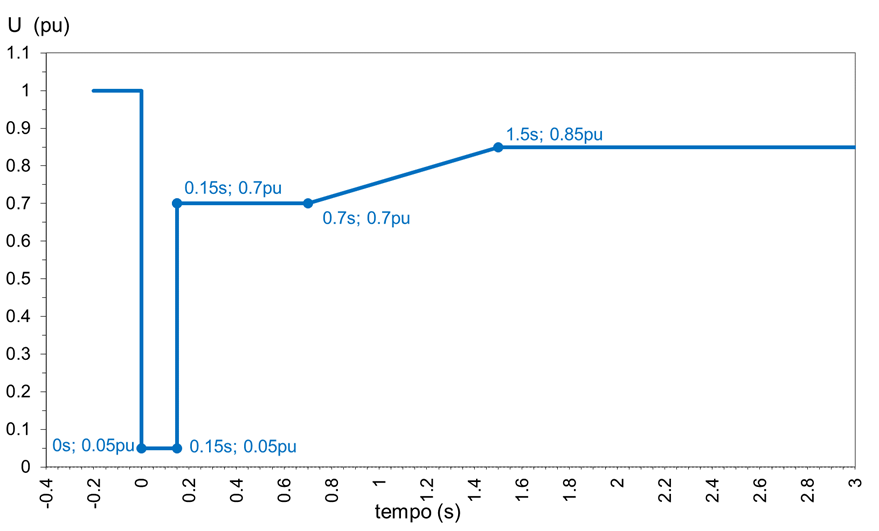 U (pu)
1.1
1
0.9
0.8
0.7
0.6
0.5
0.4
0.3
0.2
0.1
0
1.5s; 0.85pu
0.15s; 0.7pu
0.7s; 0.7pu
0s; 0.05pu
0.15s; 0.05pu
-0.4 -0.2 0 0.2 0.4 0.6 0.8 1 1.2 1.4 1.6 1.8 2 2.2 2.4 2.6 2.8 3
tempo (s)